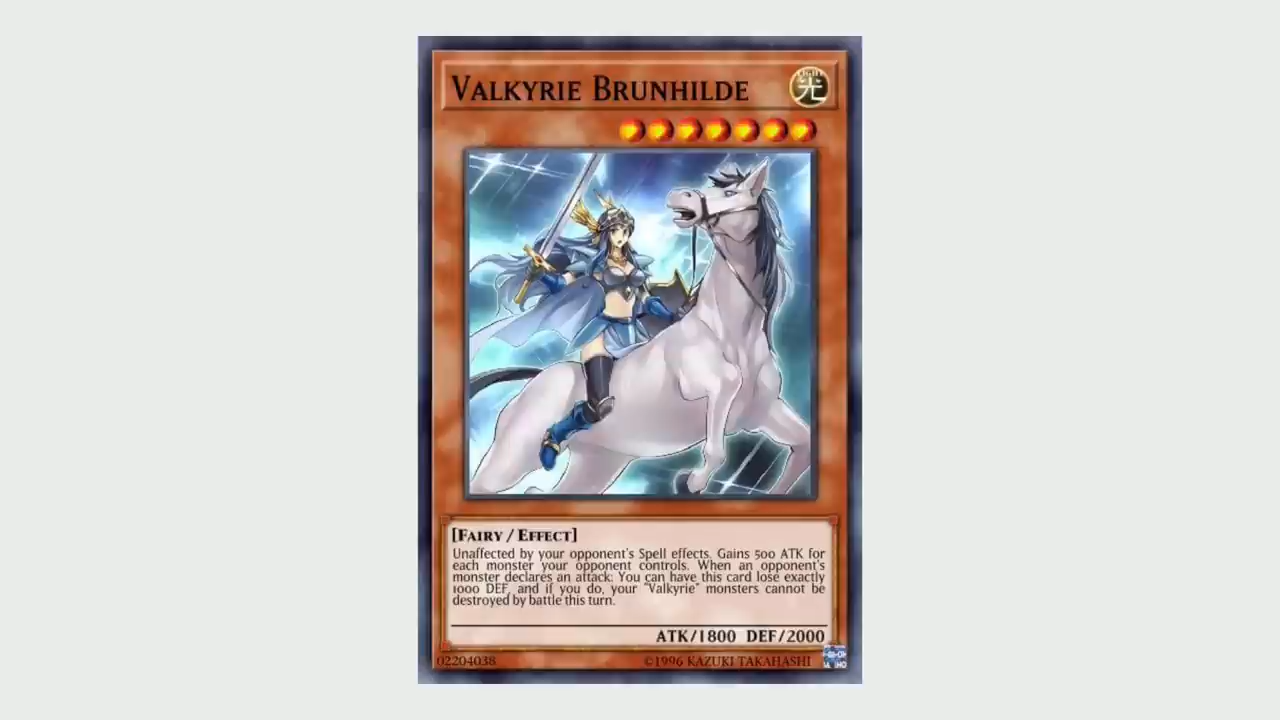 VALKYRIE BRUNHILDE
LIGHT
光
[FAIRY / EFFECT]
Unaffected by your opponent's Spell effects. Gains 500 ATK for
each monster your opponent controls. When an opponent's
monster declares an attack: You can have this card lose exactly
1000 DEF, and if you do, your "Valkyrie" monsters cannot be
destroyed by battle this turn.
ATK/1800 DEF/2000
02204038
©1996 KAZUKI TAKAHASHI